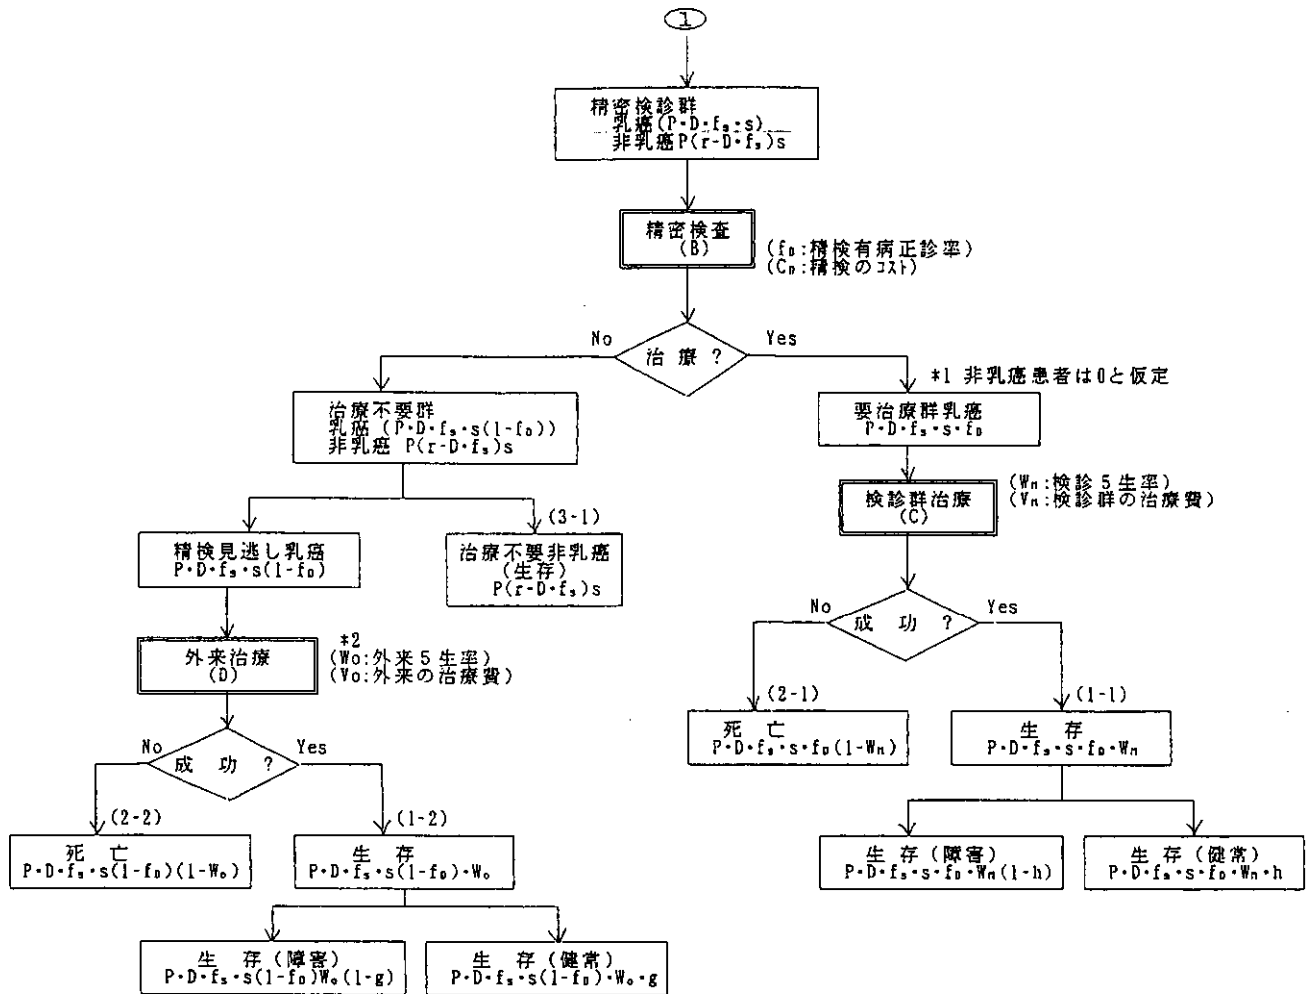 1
精密検診群
乳癌(P・D・fs・s)
非乳癌P(r-D・fs)s
精密検査
(B)
(fD:精検有病正診率)
(CD:精検のコスト)
No
治 療 ?
Yes
*1 非乳癌患者は0と仮定
治療不要群
乳癌 (P・D・fs・s(1-fD))
非乳癌 P(r-D・fs)s
要治療群乳癌
P・D・fs・s・fD
検診群治療
(C)
(Wm:検診5生率)
(Vm:検診群の治療費)
精検見逃し乳癌
P・D・fs・s(1-fD)
(3-1)
治療不要非乳癌
(生存)
P(r-D・fs)s
No
成 功 ?
Yes
外来治療
(D)
*2
(Wo:外来5生率)
(Vo:外来の治療費)
(2-1)
死 亡
P・D・fs・s・fD(1-Wm)
(1-1)
生 存
P・D・fs・s・fD・Wm
No
成 功 ?
Yes
(2-2)
死 亡
P・D・fs・s(1-fD)(1-Wo)
(1-2)
生 存
P・D・fs・s(1-fD)・Wo
生 存(障害)
P・D・fs・s・fD・Wm(1-h)
生 存(健常)
P・D・fs・s・fD・Wm・h
生 存(障害)
P・D・fs・s(1-fD)Wo(1-g)
生 存(健常)
P・D・fs・s(1-fD)・Wo・g